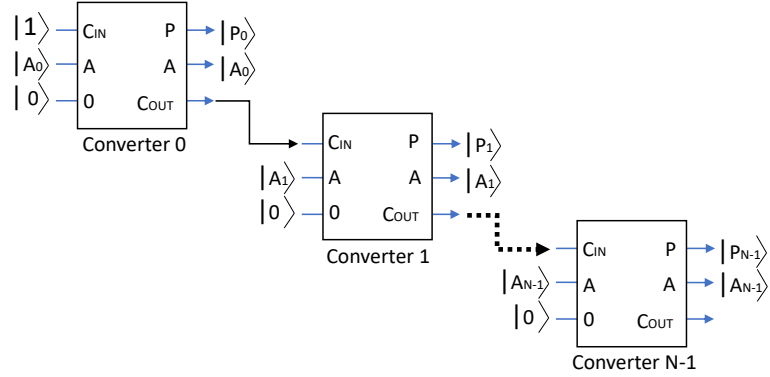 |1⟩ CIN P |P0⟩
|A0⟩ A A |A0⟩
|0⟩ 0 COUT
Converter 0
CIN P |P1⟩
|A1⟩ A A |A1⟩
|0⟩ 0 COUT
Converter 1
CIN P |PN-1⟩
|AN-1⟩ A A |AN-1⟩
|0⟩ 0 COUT
Converter N-1